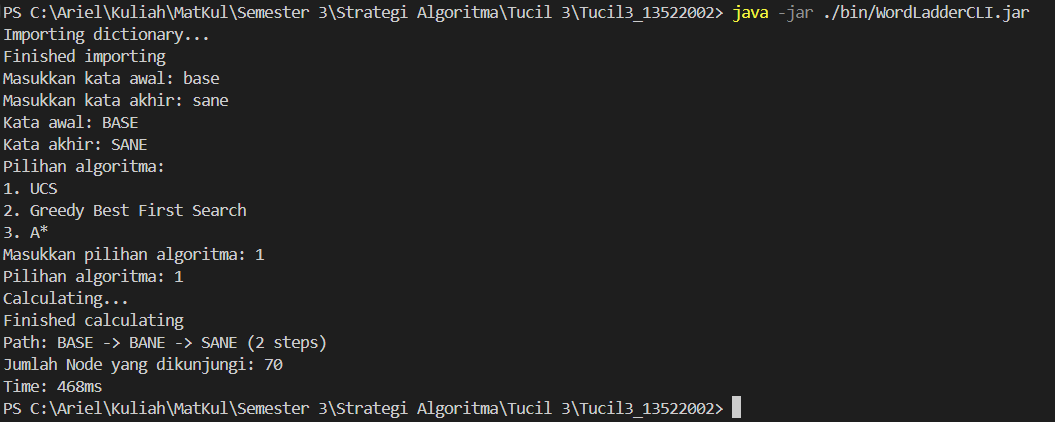 PS C:\Ariel\Kuliah\MatKul\Semester 3\Strategi Algoritma\Tucil 3\Tucil3_13522002> java -jar ./bin/WordLadderCLI.jar
Importing dictionary...
Finished importing
Masukkan kata awal: base
Masukkan kata akhir: sane
Kata awal: BASE
Kata akhir: SANE
Pilihan algoritma:
1. UCS
2. Greedy Best First Search
3. A*
Masukkan pilihan algoritma: 1
Pilihan algoritma: 1
Calculating...
Finished calculating
Path: BASE -> BANE -> SANE (2 steps)
Jumlah Node yang dikunjungi: 70
Time: 468ms
PS C:\Ariel\Kuliah\MatKul\Semester 3\Strategi Algoritma\Tucil 3\Tucil3_13522002>